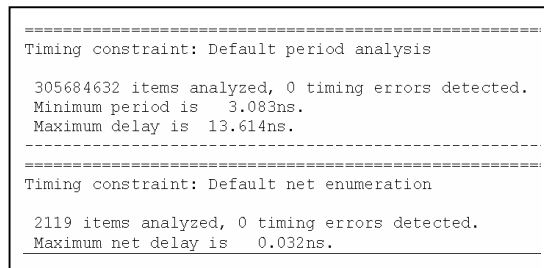 ======================================================
Timing constraint: Default period analysis
305684632 items analyzed, 0 timing errors detected.
Minimum period is   3.083ns.
Maximum delay is  13.614ns.
------------------------------------------------------
======================================================
Timing constraint: Default net enumeration
2119 items analyzed, 0 timing errors detected.
Maximum net delay is   0.032ns.